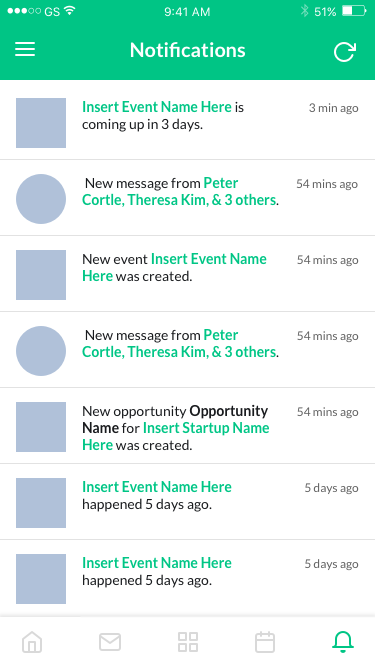 GS 9:41 AM 51%
Notifications
Insert Event Name Here is 3 min ago
coming up in 3 days.
New message from Peter 54 mins ago
Cortle, Theresa Kim, & 3 others.
New event Insert Event Name 54 mins ago
Here was created.
New message from Peter 54 mins ago
Cortle, Theresa Kim, & 3 others.
New opportunity Opportunity 54 mins ago
Name for Insert Startup Name
Here was created.
Insert Event Name Here 5 days ago
happened 5 days ago.
Insert Event Name Here 5 days ago
happened 5 days ago.